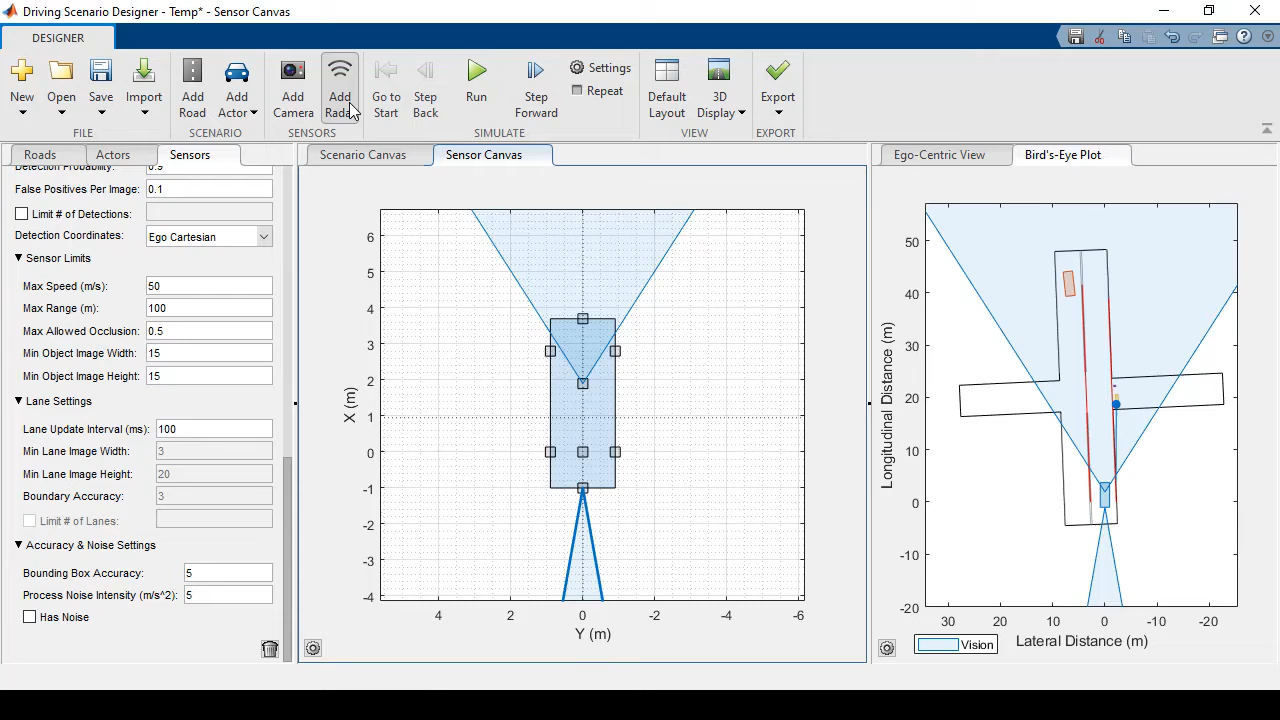 Driving Scenario Designer - Temp* - Sensor Canvas
DESIGNER
New
Open
Save
Import
Add Road
Add Actor
Add Camera
Add Radar
Go to Start
Step Back
Run
Step Forward
Settings
Repeat
Default Layout
3D Display
Export
FILE
SCENARIO
SENSORS
SIMULATE
VIEW
EXPORT
Roads
Actors
Sensors
Detection Probability: 0.9
False Positives Per Image: 0.1
Limit # of Detections:
Detection Coordinates: Ego Cartesian
Sensor Limits
Max Speed (m/s): 50
Max Range (m): 100
Max Allowed Occlusion: 0.5
Min Object Image Width: 15
Min Object Image Height: 15
Lane Settings
Lane Update Interval (ms): 100
Min Lane Image Width: 3
Min Lane Image Height: 20
Boundary Accuracy: 3
Limit # of Lanes:
Accuracy & Noise Settings
Bounding Box Accuracy: 5
Process Noise Intensity (m/s^2): 5
Has Noise
Scenario Canvas
Sensor Canvas
6
5
4
3
2
1
0
-1
-2
-3
-4
X (m)
4 2 0 -2 -4 -6
Y (m)
Ego-Centric View
Bird's-Eye Plot
50
40
30
20
10
0
-10
-20
Longitudinal Distance (m)
30 20 10 0 -10 -20
Lateral Distance (m)
Vision